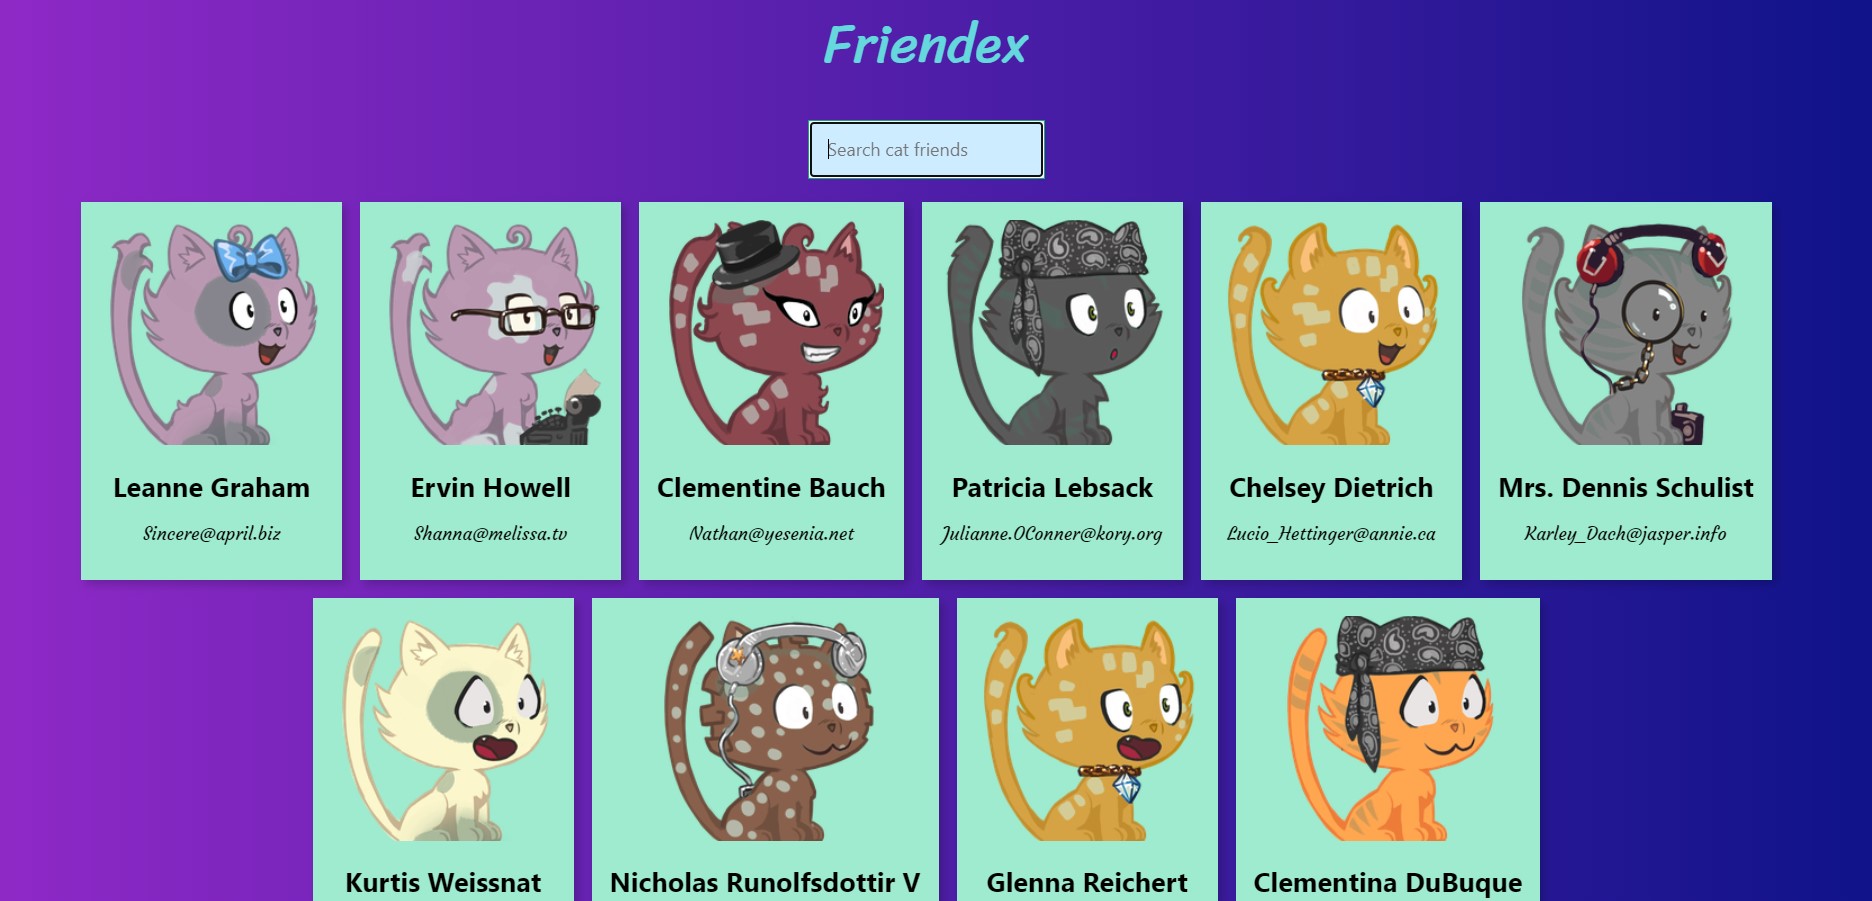 Friendex
Search cat friends
Leanne Graham
Sincere@april.biz
Ervin Howell
Shanna@melissa.tv
Clementine Bauch
Nathan@yesenia.net
Patricia Lebsack
Julianne.OConner@kory.org
Chelsey Dietrich
Lucio_Hettinger@annie.ca
Mrs. Dennis Schulist
Karley_Dach@jasper.info
Kurtis Weissnat
Nicholas Runolfsdottir V
Glenna Reichert
Clementina DuBuque